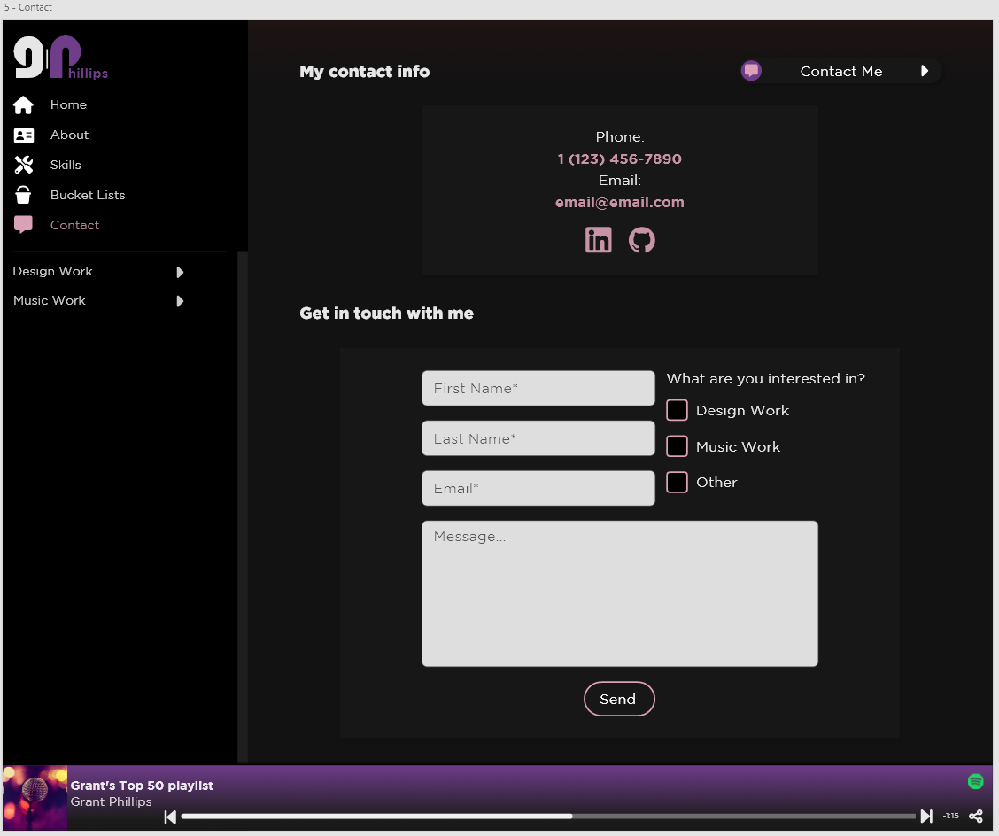 5 - Contact
gPhillips
Home
About
Skills
Bucket Lists
Contact
Design Work
Music Work
My contact info
Contact Me
Phone:
1 (123) 456-7890
Email:
email@email.com
in
Get in touch with me
First Name*
Last Name*
Email*
What are you interested in?
Design Work
Music Work
Other
Message...
Send
Grant's Top 50 playlist
Grant Phillips
-1:15